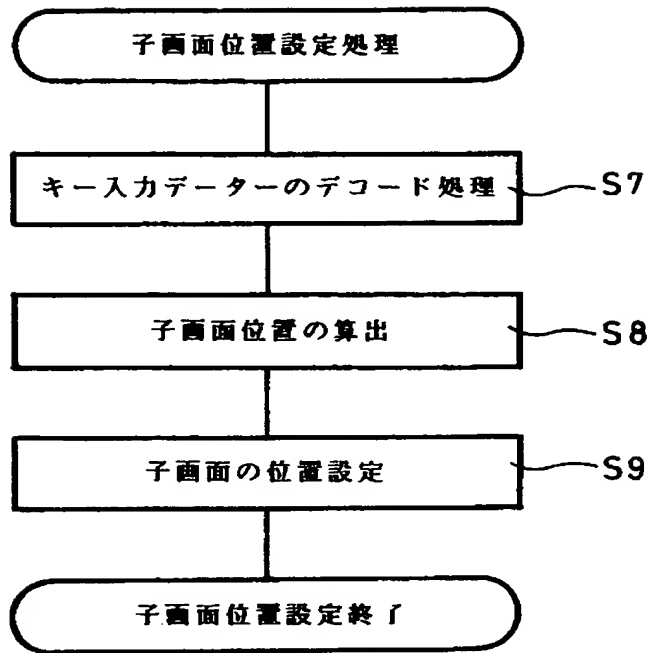 子画面位置設定処理
キー入力データーのデコード処理 S7
子画面位置の算出 S8
子画面の位置設定 S9
子画面位置設定終了